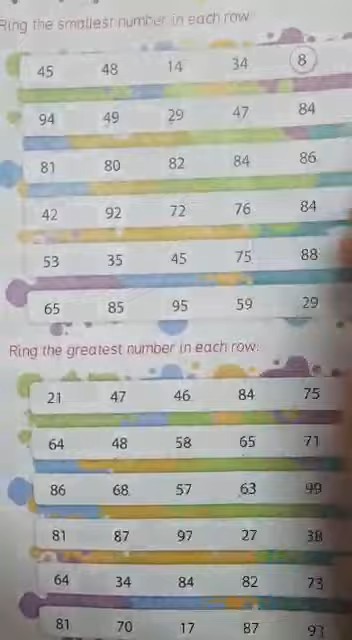 Ring the smallest number in each row
45 48 14 34 8
94 49 29 47 84
81 80 82 84 86
42 92 72 76 84
53 35 45 75 88
65 85 95 59 29
Ring the greatest number in each row.
21 47 46 84 75
64 48 58 65 71
86 68 57 63 99
81 87 97 27 38
64 34 84 82 73
81 70 17 87 93